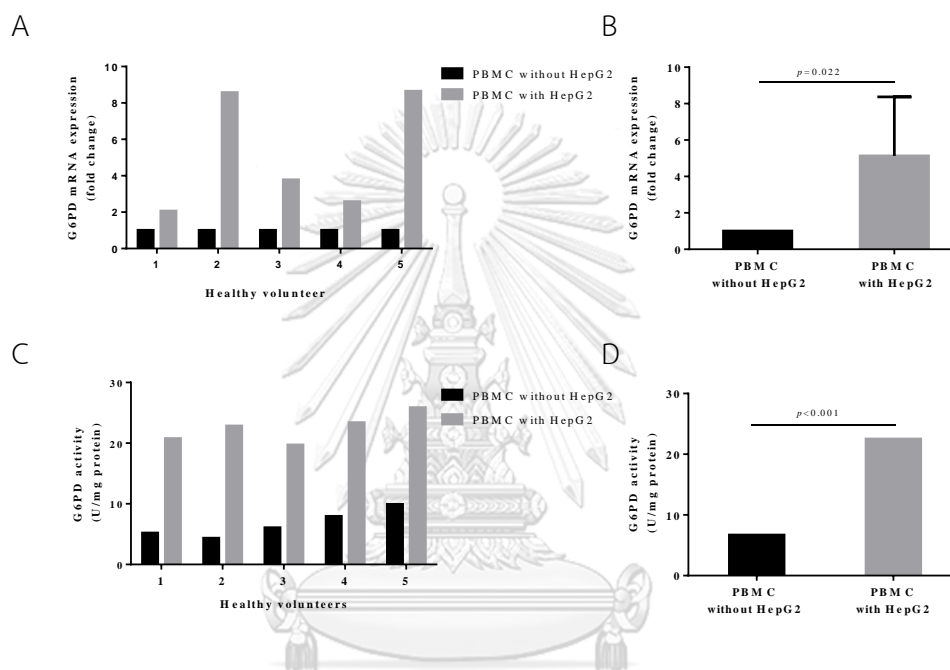 A
G6PD mRNA expression
(fold change)
10
8
6
4
2
0
1 2 3 4 5
Healthy volunteer
PBMC without HepG2
PBMC with HepG2
B
G6PD mRNA expression
(fold change)
10
8
6
4
2
0
p=0.022
PBMC
without HepG2
PBMC
with HepG2
C
G6PD activity
(U/mg protein)
30
20
10
0
1 2 3 4 5
Healthy volunteers
PBMC without HepG2
PBMC with HepG2
D
G6PD activity
(U/mg protein)
30
20
10
0
p<0.001
PBMC
without HepG2
PBMC
with HepG2